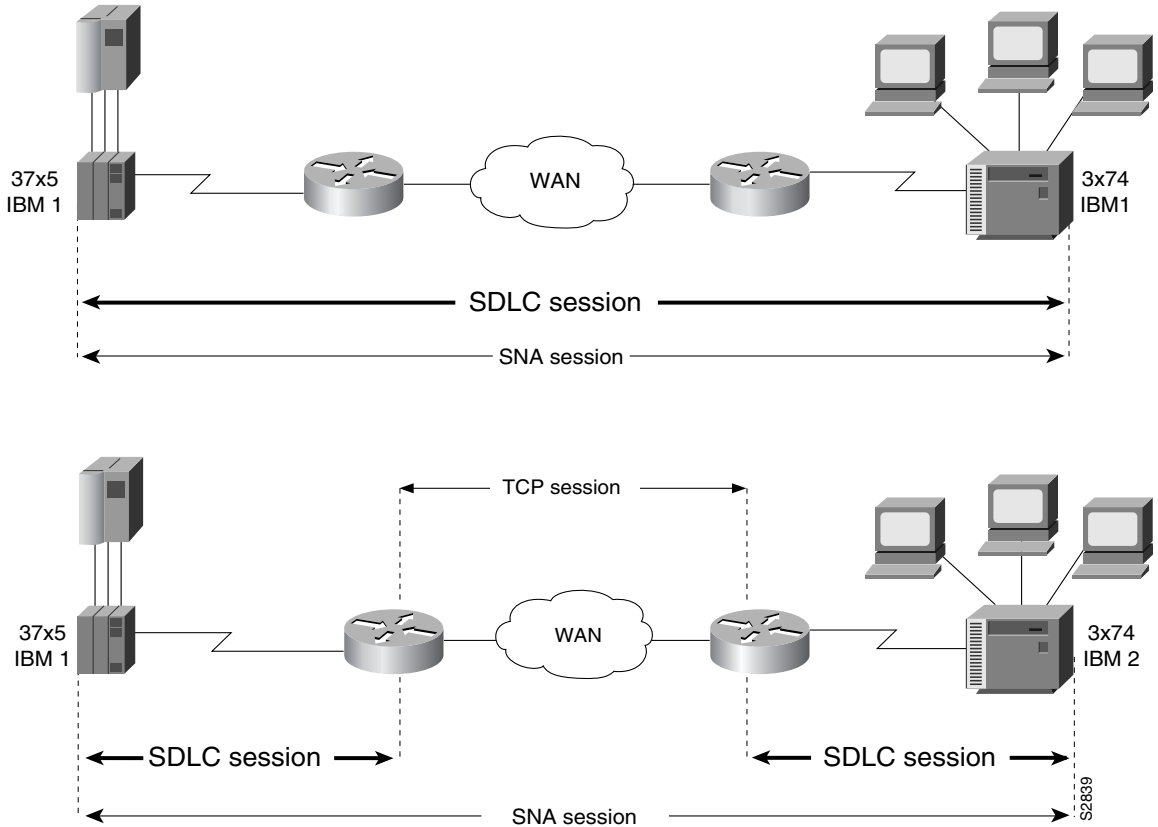 37x5
IBM 1
WAN
3x74
IBM1
SDLC session
SNA session
TCP session
37x5
IBM 1
WAN
3x74
IBM 2
SDLC session
SDLC session
SNA session
S2839